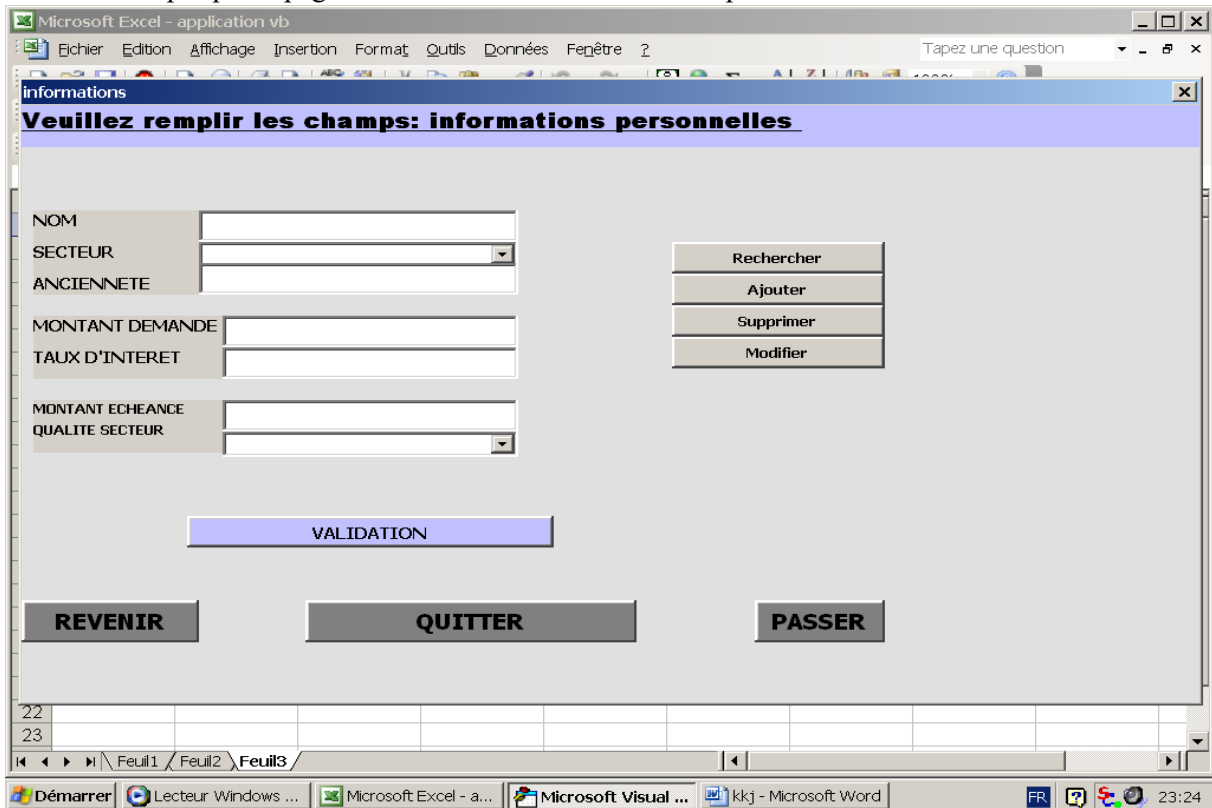 Microsoft Excel - application vb
Fichier Edition Affichage Insertion Format Outils Données Fenêtre ? Tapez une question
informations
Veuillez remplir les champs: informations personnelles
NOM
SECTEUR
ANCIENNETE
Rechercher
Ajouter
Supprimer
Modifier
MONTANT DEMANDE
TAUX D'INTERET
MONTANT ECHEANCE
QUALITE SECTEUR
VALIDATION
REVENIR QUITTER PASSER
22
23
Feuil1 Feuil2 Feuil3
Démarrer Lecteur Windows ... Microsoft Excel - a... Microsoft Visual ... kkj - Microsoft Word FR 23:24